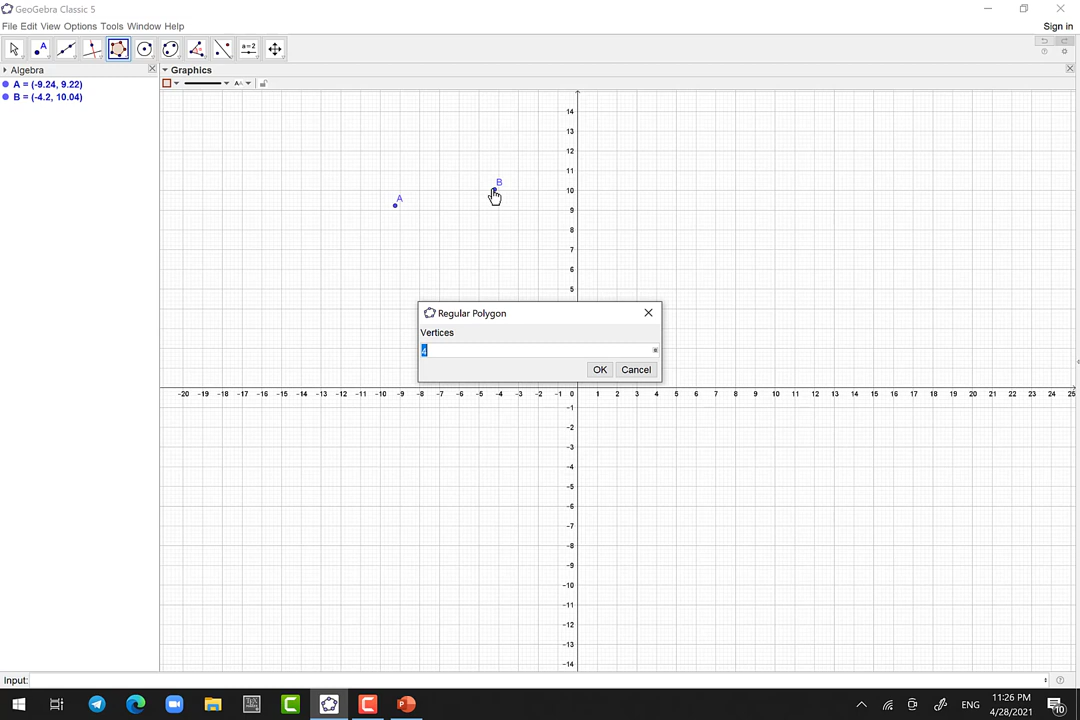 GeoGebra Classic 5
File Edit View Options Tools Window Help
Sign in
A
a=2
Algebra
Graphics
A = (-9.24, 9.22)
B = (-4.2, 10.04)
14
13
12
11
10
9
8
7
6
5
B
A
Regular Polygon
Vertices
4
OK
Cancel
-20 -19 -18 -17 -16 -15 -14 -13 -12 -11 -10 -9 -8 -7 -6 -5 -4 -3 -2 -1 0 1 2 3 4 5 6 7 8 9 10 11 12 13 14 15 16 17 18 19 20 21 22 23 24 25
-1
-2
-3
-4
-5
-6
-7
-8
-9
-10
-11
-12
-13
-14
Input:
ENG
11:26 PM
4/28/2021
10